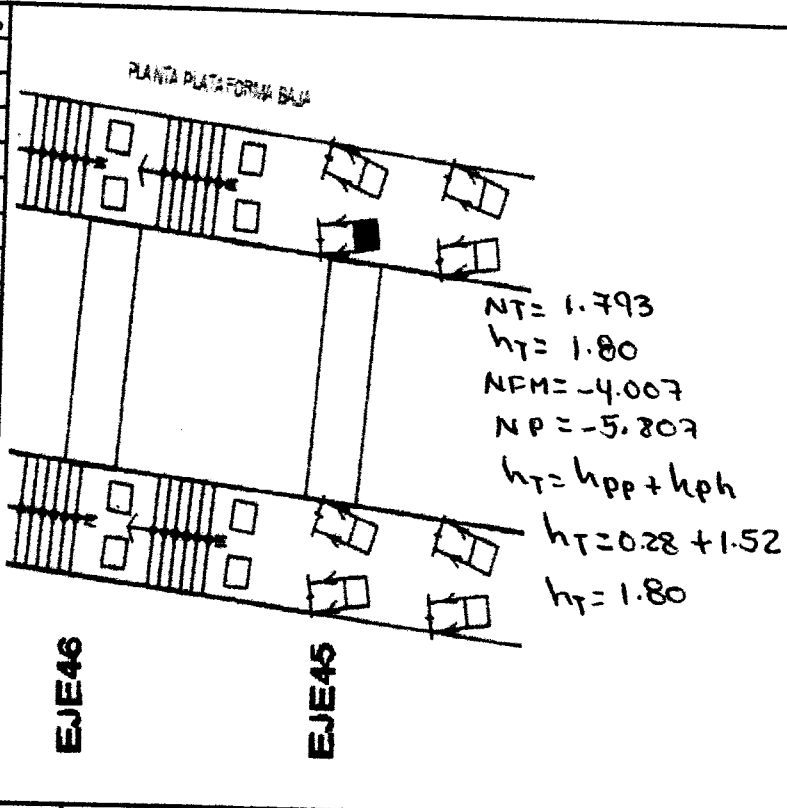 PLANTA PLATAFORMA BAJA
NT= 1.793
hT= 1.80
NFM=-4.007
NP=-5.807
hT=hpp+hph
hT=0.28+1.52
hT=1.80
EJE46
EJE45